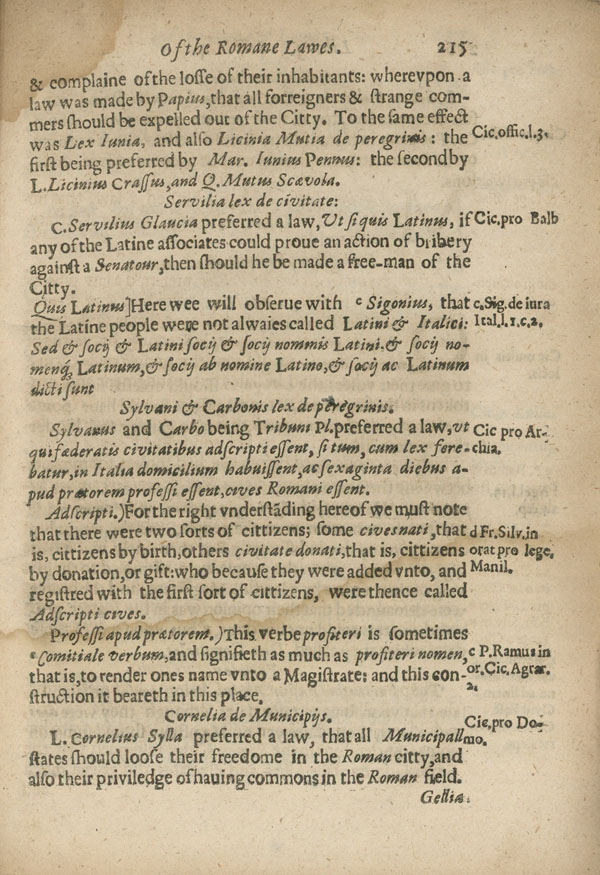 Of the Romane Lawes. 215
& complaine of the losse of their inhabitants: wherevpon a
law was made by Papius, that all forreigners & strange com-
mers should be expelled out of the Citty. To the same effect
was Lex Iunia, and also Licinia Mutia de peregrinis: the
Cic. offic. l. 3.
first being preferred by Mar. Iunius Pennus: the second by
L. Licinius Crassus, and Q. Mutus Scævola.
Servilia lex de civitate:
C. Servilius Glaucia preferred a law, Vt si quis Latinus, if
Cic. pro Balb
any of the Latine associates could proue an action of bribery
against a Senatour, then should he be made a free-man of the
Citty.
Quis Latinus] Here wee will obserue with c Sigonius, that
c. Sig. de iura
the Latine people were not alwaies called Latini & Italici:
Ital. l. 1. c. 2.
Sed & socij & Latini socij & socij nommis Latini. & socij no-
menq; Latinum, & socij ab nomine Latino, & socij ac Latinum
dicti sunt
Sylvani & Carbonis lex de peregrinis.
Sylvanus and Carbo being Tribuni Pl. preferred a law, vt
Cic pro Ar-
qui fæderatis civitatibus adscripti essent, si tum, cum lex fere-
chia.
batur, in Italia domicilium habuissent, ac sexaginta diebus a-
pud prætorem professi essent, cives Romani essent.
Adscripti.) For the right vnderstãding hereof we must note
that there were two sorts of cittizens; some cives nati, that
d Fr. Silv. in
is, cittizens by birth, others civitate donati, that is, cittizens
orat pro lege.
by donation, or gift: who because they were added vnto, and
Manil.
registred with the first sort of cittizens, were thence called
Adscripti cives.
Professi apud prætorem.) This verbe profiteri is sometimes
e Comitiale verbum, and signifieth as much as profiteri nomen,
e P. Ramus in
that is, to render ones name vnto a Magistrate: and this con-
or. Cic, Agrar.
struction it beareth in this place.
2.
Cornelia de Municipijs.
L. Cornelius Sylla preferred a law, that all Municipall
Cic. pro Do-
mo.
states should loose their freedome in the Roman citty, and
also their priviledge of hauing commons in the Roman field.
Gellia.